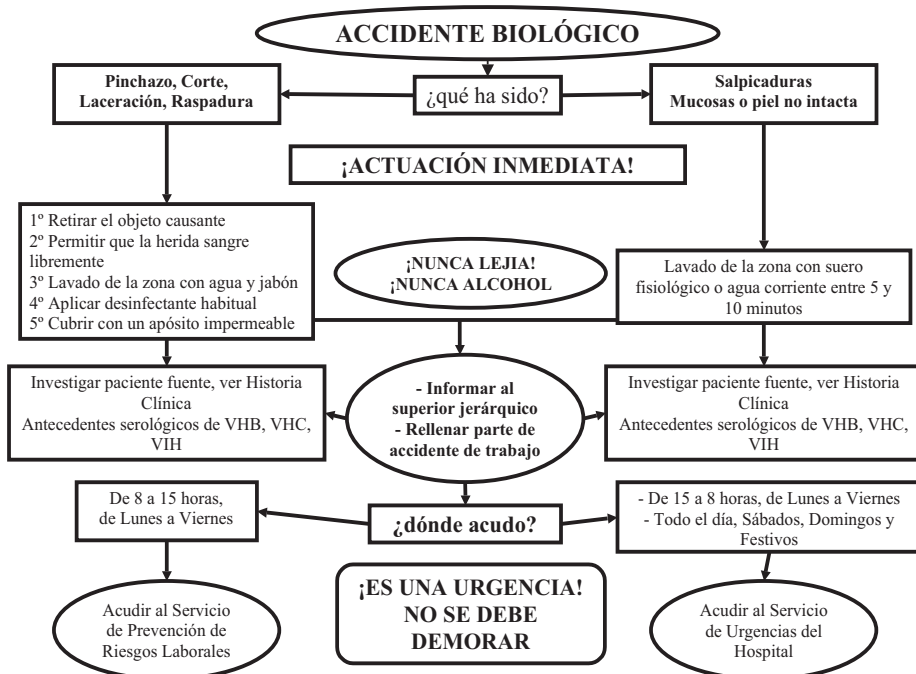 ACCIDENTE BIOLÓGICO
Pinchazo, Corte,
Laceración, Raspadura
¿qué ha sido?
Salpicaduras
Mucosas o piel no intacta
¡ACTUACIÓN INMEDIATA!
1º Retirar el objeto causante
2º Permitir que la herida sangre
libremente
3º Lavado de la zona con agua y jabón
4º Aplicar desinfectante habitual
5º Cubrir con un apósito impermeable
¡NUNCA LEJIA!
¡NUNCA ALCOHOL
Lavado de la zona con suero
fisiológico o agua corriente entre 5 y
10 minutos
Investigar paciente fuente, ver Historia
Clínica
Antecedentes serológicos de VHB, VHC,
VIH
- Informar al
superior jerárquico
- Rellenar parte de
accidente de trabajo
Investigar paciente fuente, ver Historia
Clínica
Antecedentes serológicos de VHB, VHC,
VIH
De 8 a 15 horas,
de Lunes a Viernes
¿dónde acudo?
- De 15 a 8 horas, de Lunes a Viernes
- Todo el día, Sábados, Domingos y
Festivos
Acudir al Servicio
de Prevención de
Riesgos Laborales
¡ES UNA URGENCIA!
NO SE DEBE
DEMORAR
Acudir al Servicio
de Urgencias del
Hospital